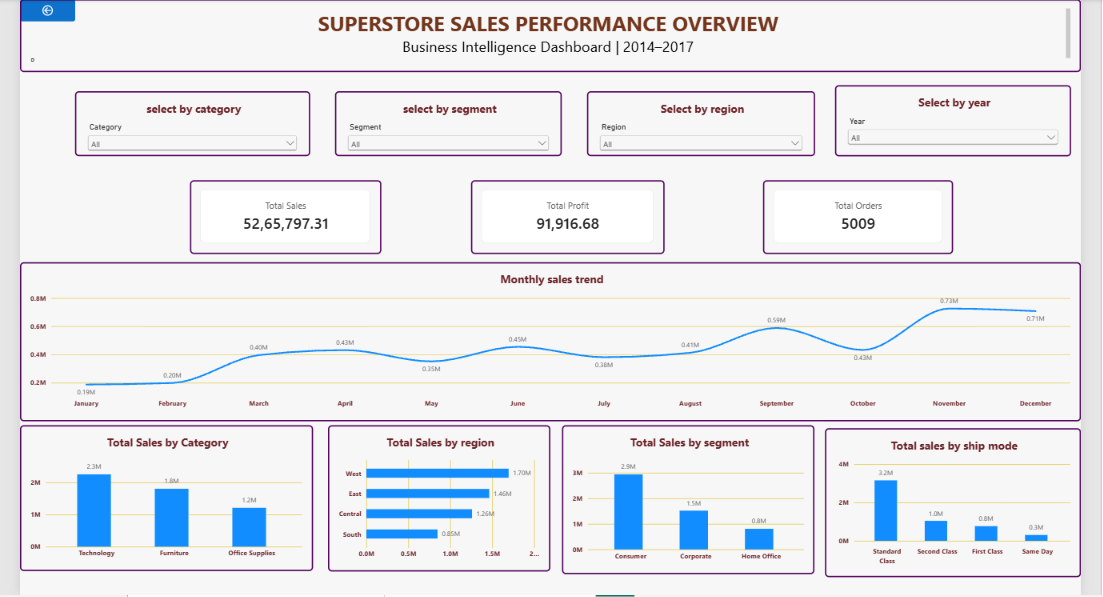 SUPERSTORE SALES PERFORMANCE OVERVIEW
Business Intelligence Dashboard | 2014–2017
select by category
Category
All
select by segment
Segment
All
Select by region
Region
All
Select by year
Year
All
Total Sales
52,65,797.31
Total Profit
91,916.68
Total Orders
5009
Monthly sales trend
0.8M
0.6M
0.4M
0.2M
0.19M
0.20M
0.40M
0.43M
0.35M
0.45M
0.38M
0.41M
0.59M
0.43M
0.73M
0.71M
January
February
March
April
May
June
July
August
September
October
November
December
Total Sales by Category
2M
1M
0M
2.3M
1.8M
1.2M
Technology
Furniture
Office Supplies
Total Sales by region
West
1.70M
East
1.46M
Central
1.26M
South
0.85M
0.0M
0.5M
1.0M
1.5M
2...
Total Sales by segment
3M
2M
1M
0M
2.9M
1.5M
0.8M
Consumer
Corporate
Home Office
Total sales by ship mode
4M
2M
0M
3.2M
1.0M
0.8M
0.3M
Standard
Class
Second Class
First Class
Same Day